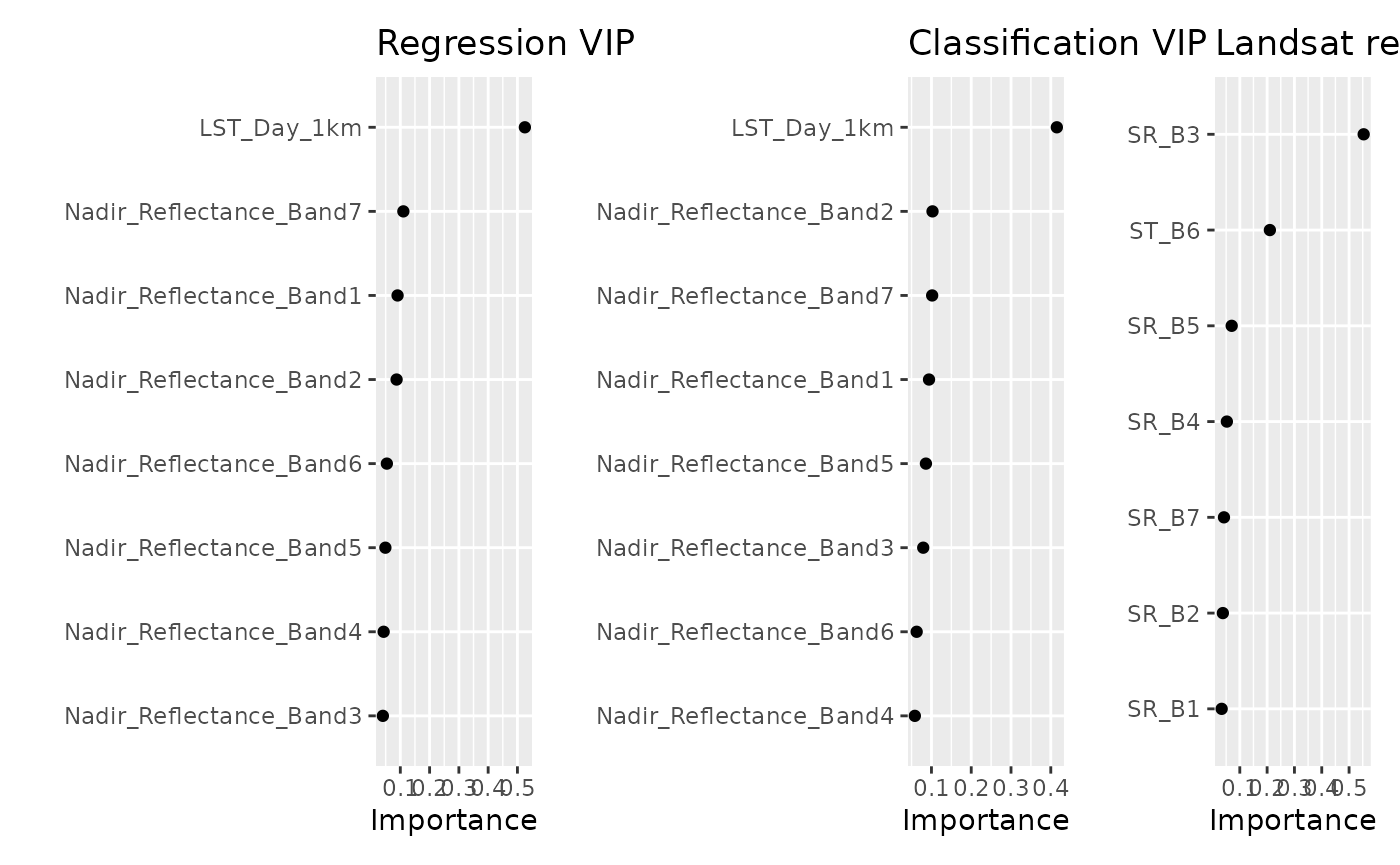 Regression VIP
LST_Day_1km
Nadir_Reflectance_Band7
Nadir_Reflectance_Band1
Nadir_Reflectance_Band2
Nadir_Reflectance_Band6
Nadir_Reflectance_Band5
Nadir_Reflectance_Band4
Nadir_Reflectance_Band3
0.1 0.2 0.3 0.4 0.5
Importance
Classification VIP
LST_Day_1km
Nadir_Reflectance_Band2
Nadir_Reflectance_Band7
Nadir_Reflectance_Band1
Nadir_Reflectance_Band5
Nadir_Reflectance_Band3
Nadir_Reflectance_Band6
Nadir_Reflectance_Band4
0.1 0.2 0.3 0.4
Importance
Landsat re
SR_B3
ST_B6
SR_B5
SR_B4
SR_B7
SR_B2
SR_B1
0.1 0.2 0.3 0.4 0.5
Importance